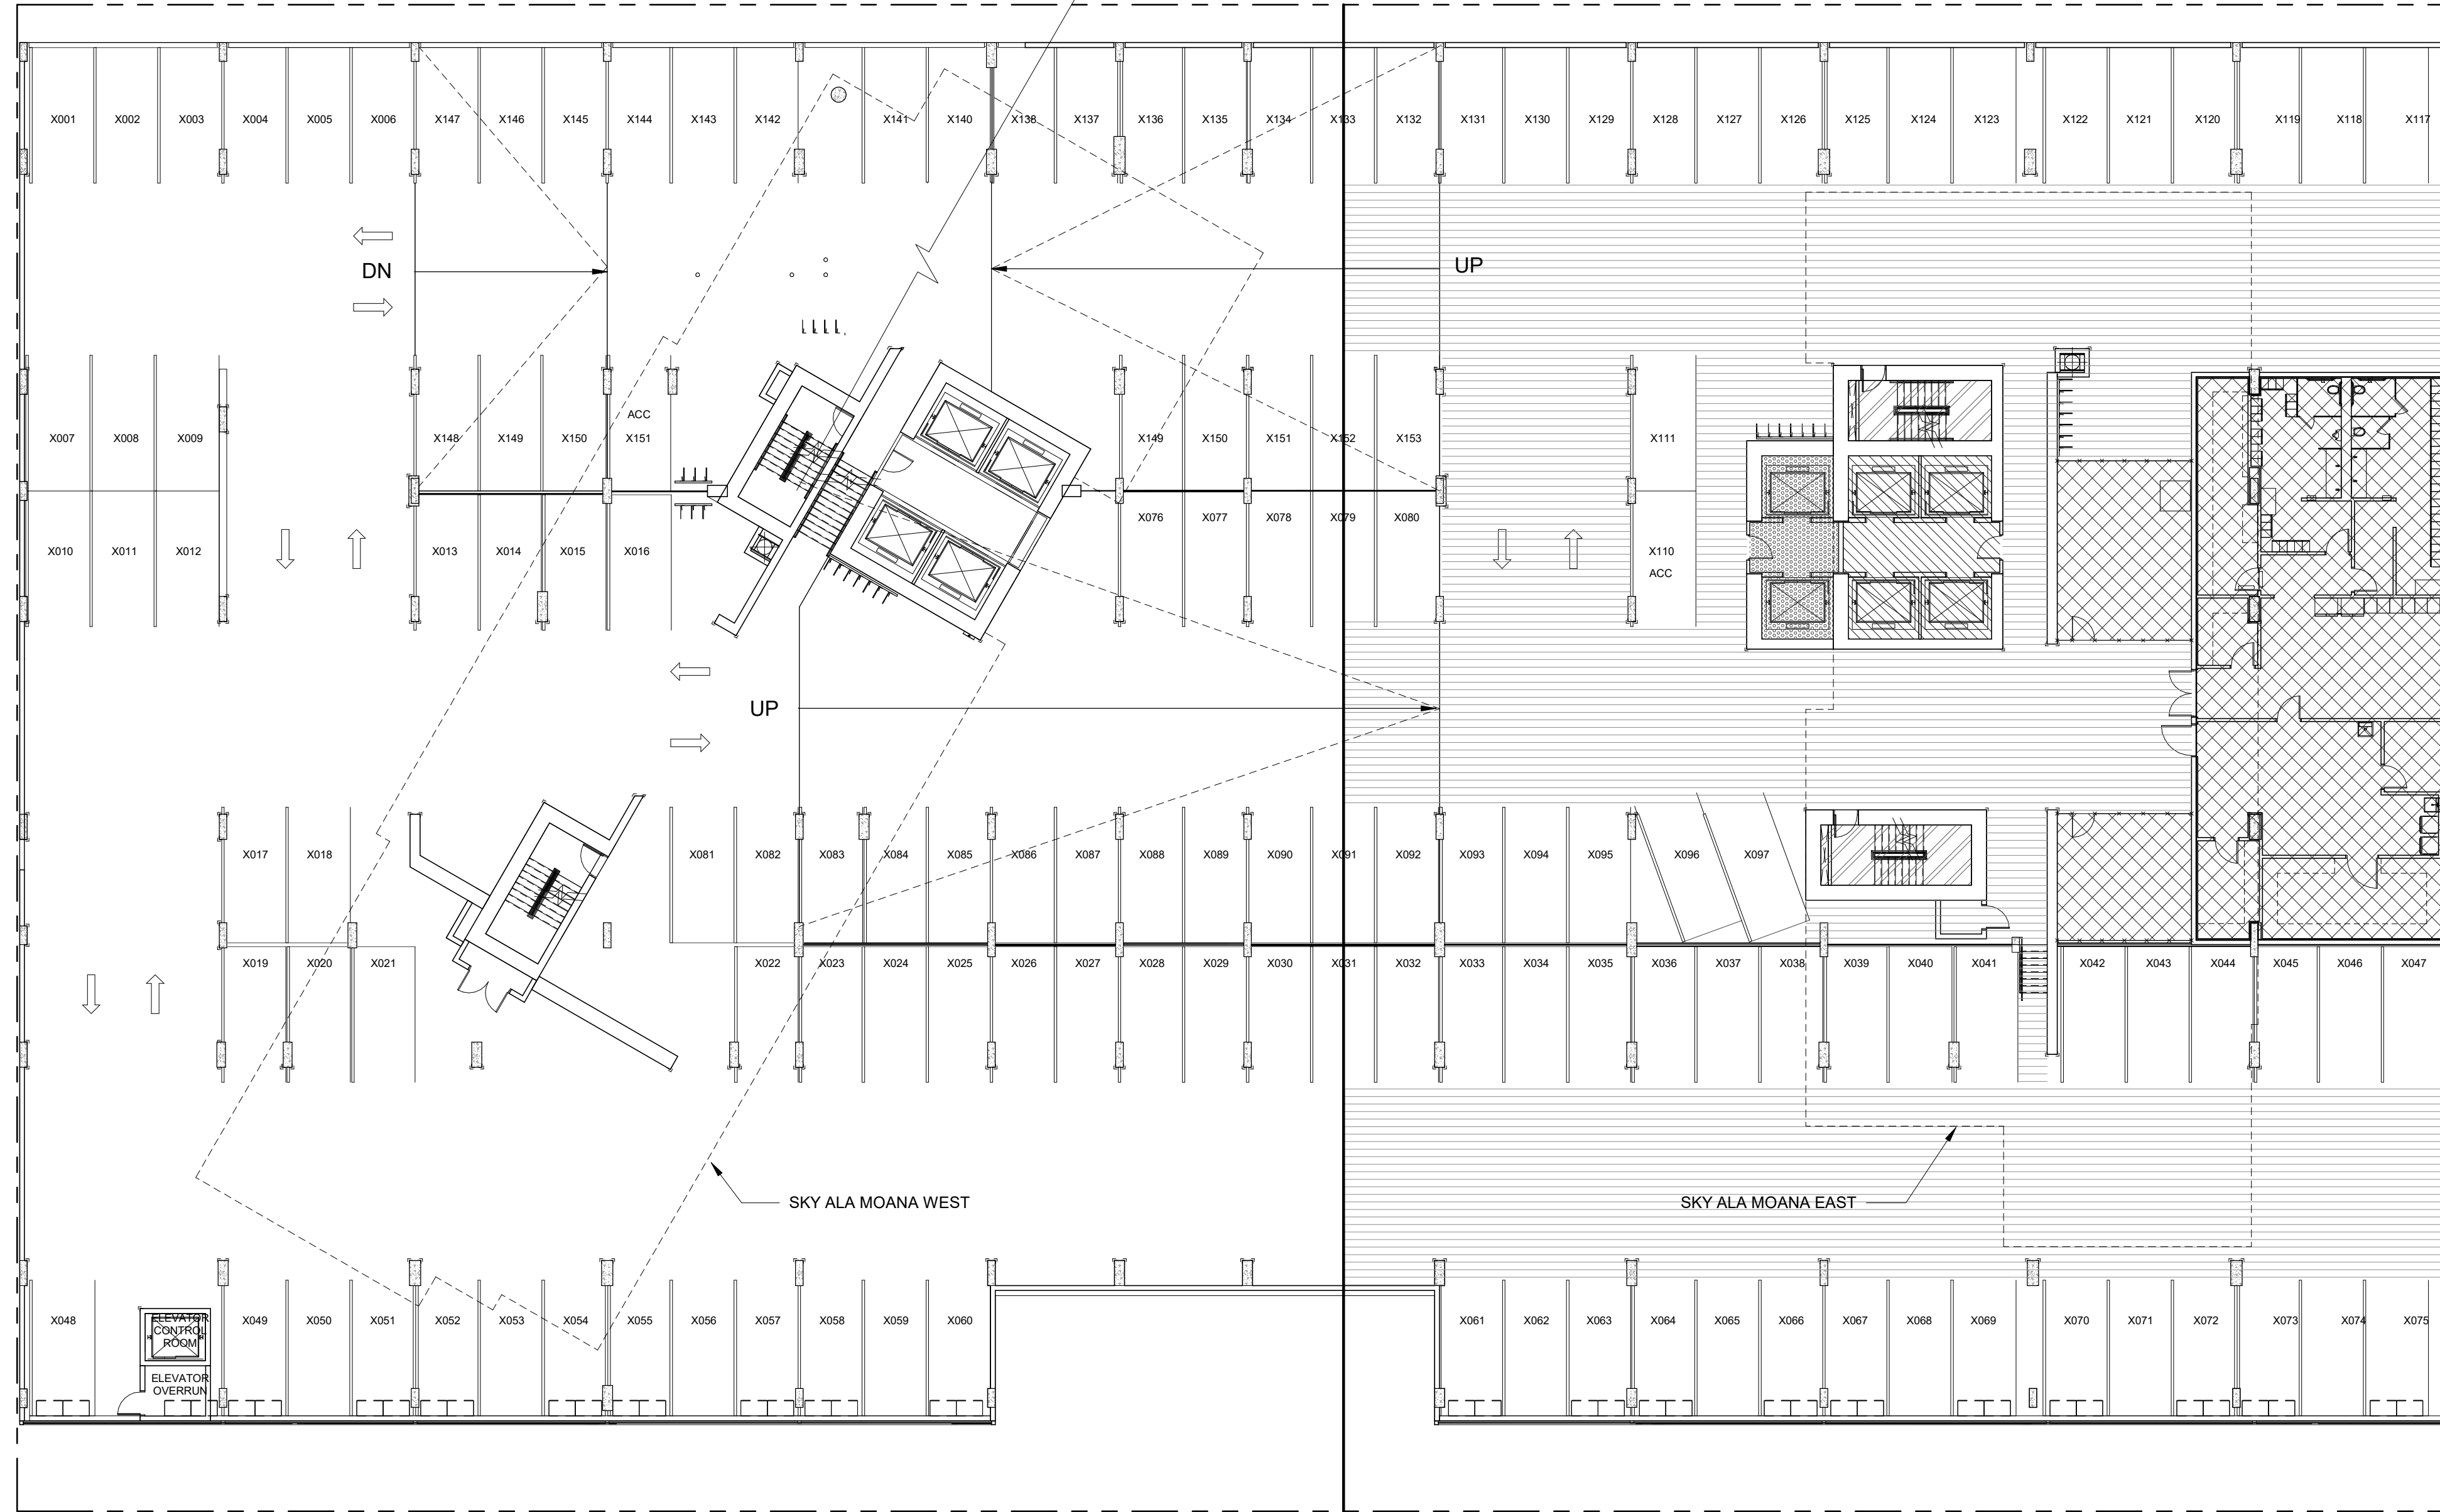 X001 X002 X003 X004 X005 X006 X147 X146 X145 X144 X143 X142 X141 X140 X138 X137 X136 X135 X134 X133 X132 X131 X130 X129 X128 X127 X126 X125 X124 X123 X122 X121 X120 X119 X118 X117
DN
UP
ACC
X007 X008 X009 X148 X149 X150 X151 X149 X150 X151 X152 X153 X111
X076 X077 X078 X079 X080
X010 X011 X012 X013 X014 X015 X016 X110
ACC
UP
X017 X018 X081 X082 X083 X084 X085 X086 X087 X088 X089 X090 X091 X092 X093 X094 X095 X096 X097
X019 X020 X021 X022 X023 X024 X025 X026 X027 X028 X029 X030 X031 X032 X033 X034 X035 X036 X037 X038 X039 X040 X041 X042 X043 X044 X045 X046 X047
SKY ALA MOANA WEST
SKY ALA MOANA EAST
X048
ELEVATOR
CONTROL
ROOM
X049 X050 X051 X052 X053 X054 X055 X056 X057 X058 X059 X060 X061 X062 X063 X064 X065 X066 X067 X068 X069 X070 X071 X072 X073 X074 X075
ELEVATOR
OVERRUN